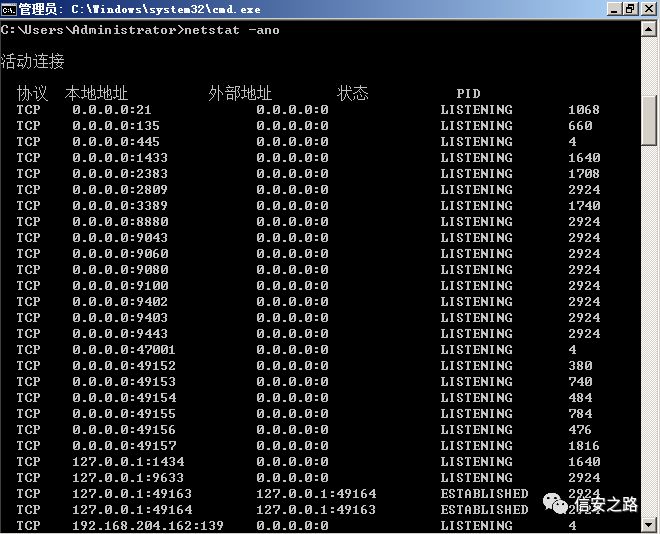 管理员: C:\Windows\system32\cmd.exe
C:\Users\Administrator>netstat -ano
活动连接
协议 本地地址 外部地址 状态 PID
TCP 0.0.0.0:21 0.0.0.0:0 LISTENING 1068
TCP 0.0.0.0:135 0.0.0.0:0 LISTENING 660
TCP 0.0.0.0:445 0.0.0.0:0 LISTENING 4
TCP 0.0.0.0:1433 0.0.0.0:0 LISTENING 1640
TCP 0.0.0.0:2383 0.0.0.0:0 LISTENING 1708
TCP 0.0.0.0:2809 0.0.0.0:0 LISTENING 2924
TCP 0.0.0.0:3389 0.0.0.0:0 LISTENING 1740
TCP 0.0.0.0:8880 0.0.0.0:0 LISTENING 2924
TCP 0.0.0.0:9043 0.0.0.0:0 LISTENING 2924
TCP 0.0.0.0:9060 0.0.0.0:0 LISTENING 2924
TCP 0.0.0.0:9080 0.0.0.0:0 LISTENING 2924
TCP 0.0.0.0:9100 0.0.0.0:0 LISTENING 2924
TCP 0.0.0.0:9402 0.0.0.0:0 LISTENING 2924
TCP 0.0.0.0:9403 0.0.0.0:0 LISTENING 2924
TCP 0.0.0.0:9443 0.0.0.0:0 LISTENING 2924
TCP 0.0.0.0:47001 0.0.0.0:0 LISTENING 4
TCP 0.0.0.0:49152 0.0.0.0:0 LISTENING 380
TCP 0.0.0.0:49153 0.0.0.0:0 LISTENING 740
TCP 0.0.0.0:49154 0.0.0.0:0 LISTENING 484
TCP 0.0.0.0:49155 0.0.0.0:0 LISTENING 784
TCP 0.0.0.0:49156 0.0.0.0:0 LISTENING 476
TCP 0.0.0.0:49157 0.0.0.0:0 LISTENING 1816
TCP 127.0.0.1:1434 0.0.0.0:0 LISTENING 1640
TCP 127.0.0.1:9633 0.0.0.0:0 LISTENING 2924
TCP 127.0.0.1:49163 127.0.0.1:49164 ESTABLISHED 2924
TCP 127.0.0.1:49164 127.0.0.1:49163 ESTABLISHED
信安之路
TCP 192.168.204.162:139 0.0.0.0:0 LISTENING 4